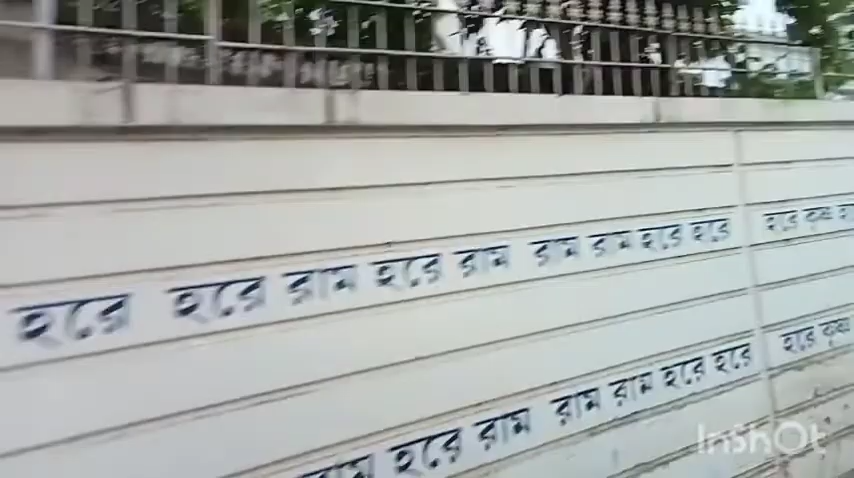 হরে হরে রাম হরে রাম রাম রাম হরে হরে হরে কৃষ্ণ
রাম হরে রাম রাম রাম হরে হরে হরে কৃষ্ণ
InShOt